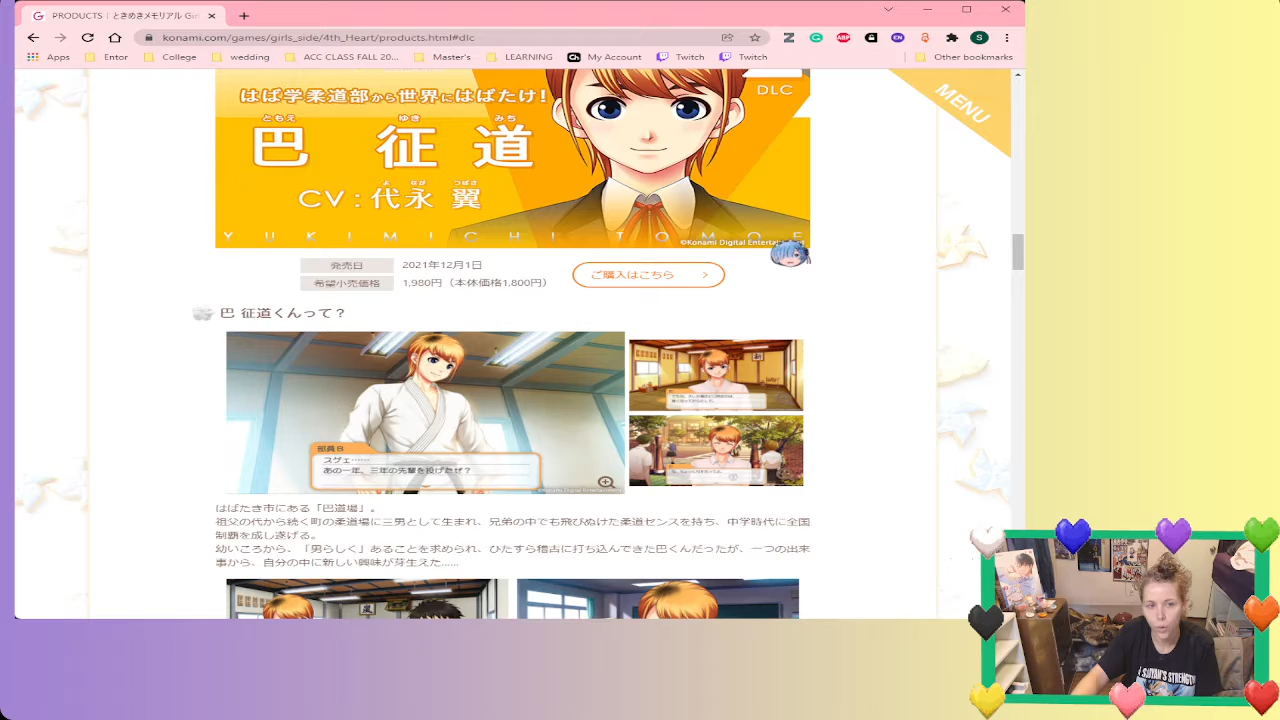 PRODUCTS | ときめきメモリアル Girl
konami.com/games/girls_side/4th_Heart/products.html#dlc
Apps
Entor
College
wedding
ACC CLASS FALL 20...
Master's
LEARNING
My Account
Twitch
Twitch
Other bookmarks
MENU
DLC
はば学柔道部から世界にはばたけ!
ともえ ゆき みち
巴 征 道
よ なが つばさ
CV:代永 翼
YUKIMICHI TOMOE
©Konami Digital Entertainment
発売日 2021年12月1日
希望小売価格 1,980円(本体価格1,800円)
ご購入はこちら
巴 征道くんって?
部員B
スゲェ……
あの一年、三年の先輩を投げたぜ?
はばたき市にある「巴道場」。
祖父の代から続く町の柔道場に三男として生まれ、兄弟の中でも飛びぬけた柔道センスを持ち、中学時代に全国
制覇を成し遂げる。
幼いころから、「男らしく」あることを求められ、ひたすら稽古に打ち込んできた巴くんだったが、一つの出来
事から、自分の中に新しい興味が芽生えた……
SAIYAN'S STRENGTH